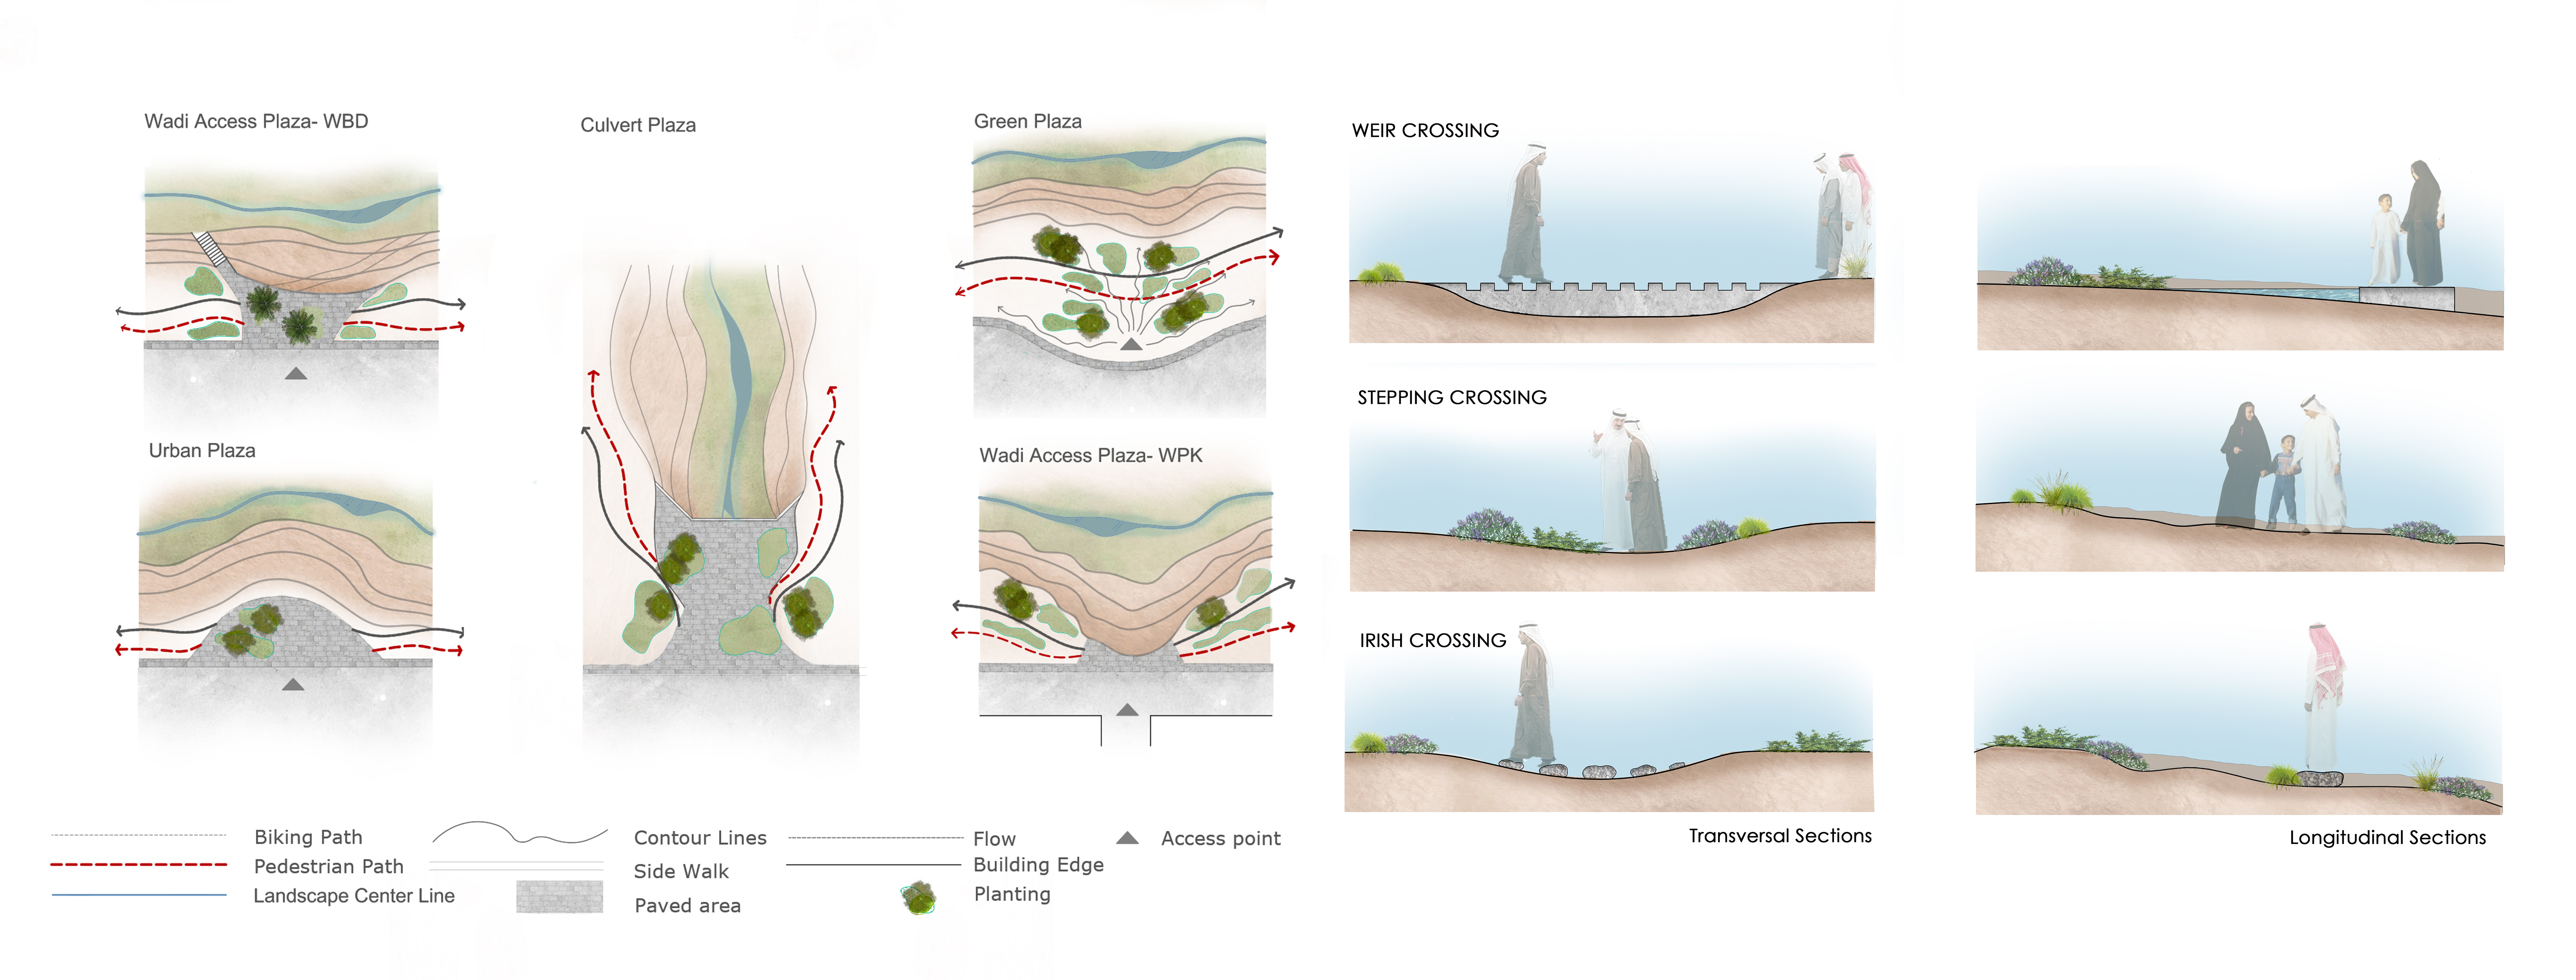 Wadi Access Plaza- WBD
Culvert Plaza
Green Plaza
Urban Plaza
Wadi Access Plaza- WPK
WEIR CROSSING
STEPPING CROSSING
IRISH CROSSING
Transversal Sections
Longitudinal Sections
Biking Path
Pedestrian Path
Landscape Center Line
Contour Lines
Side Walk
Paved area
Flow
Building Edge
Planting
Access point